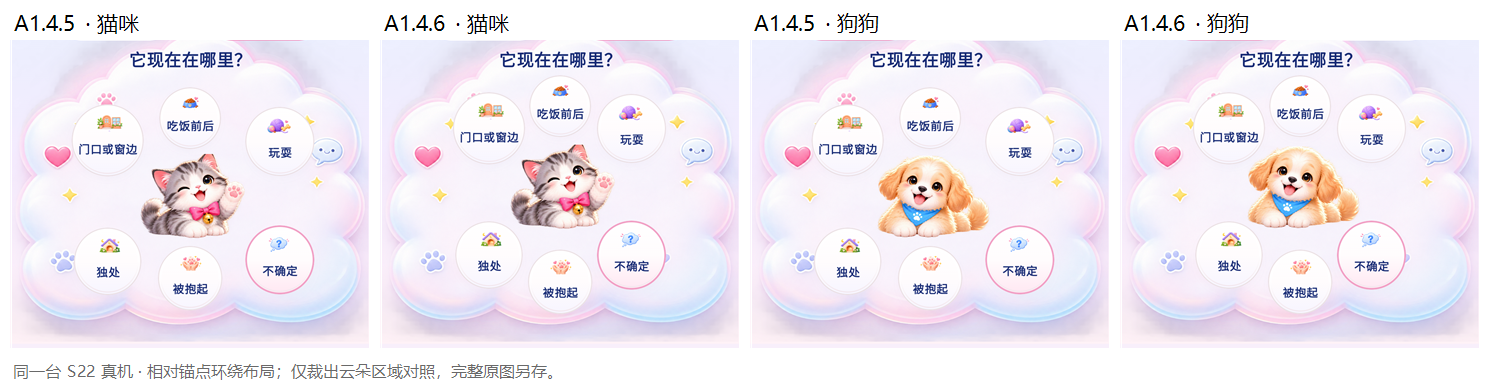 A1.4.5 · 猫咪
A1.4.6 · 猫咪
A1.4.5 · 狗狗
A1.4.6 · 狗狗
它现在在哪里?
吃饭前后
门口或窗边
玩耍
独处
?
不确定
被抱起
它现在在哪里?
吃饭前后
门口或窗边
玩耍
独处
?
不确定
被抱起
它现在在哪里?
吃饭前后
门口或窗边
玩耍
独处
?
不确定
被抱起
它现在在哪里?
吃饭前后
门口或窗边
玩耍
独处
?
不确定
被抱起
同一台 S22 真机 · 相对锚点环绕布局；仅裁出云朵区域对照，完整原图另存。